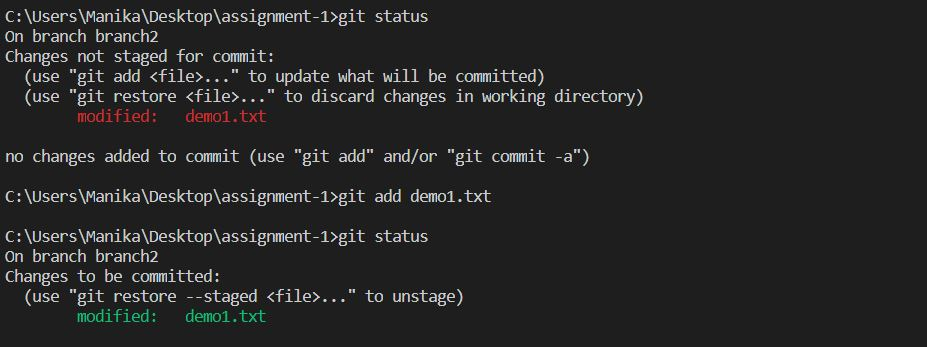 C:\Users\Manika\Desktop\assignment-1>git status
On branch branch2
Changes not staged for commit:
  (use "git add <file>..." to update what will be committed)
  (use "git restore <file>..." to discard changes in working directory)
        modified:   demo1.txt

no changes added to commit (use "git add" and/or "git commit -a")

C:\Users\Manika\Desktop\assignment-1>git add demo1.txt

C:\Users\Manika\Desktop\assignment-1>git status
On branch branch2
Changes to be committed:
  (use "git restore --staged <file>..." to unstage)
        modified:   demo1.txt